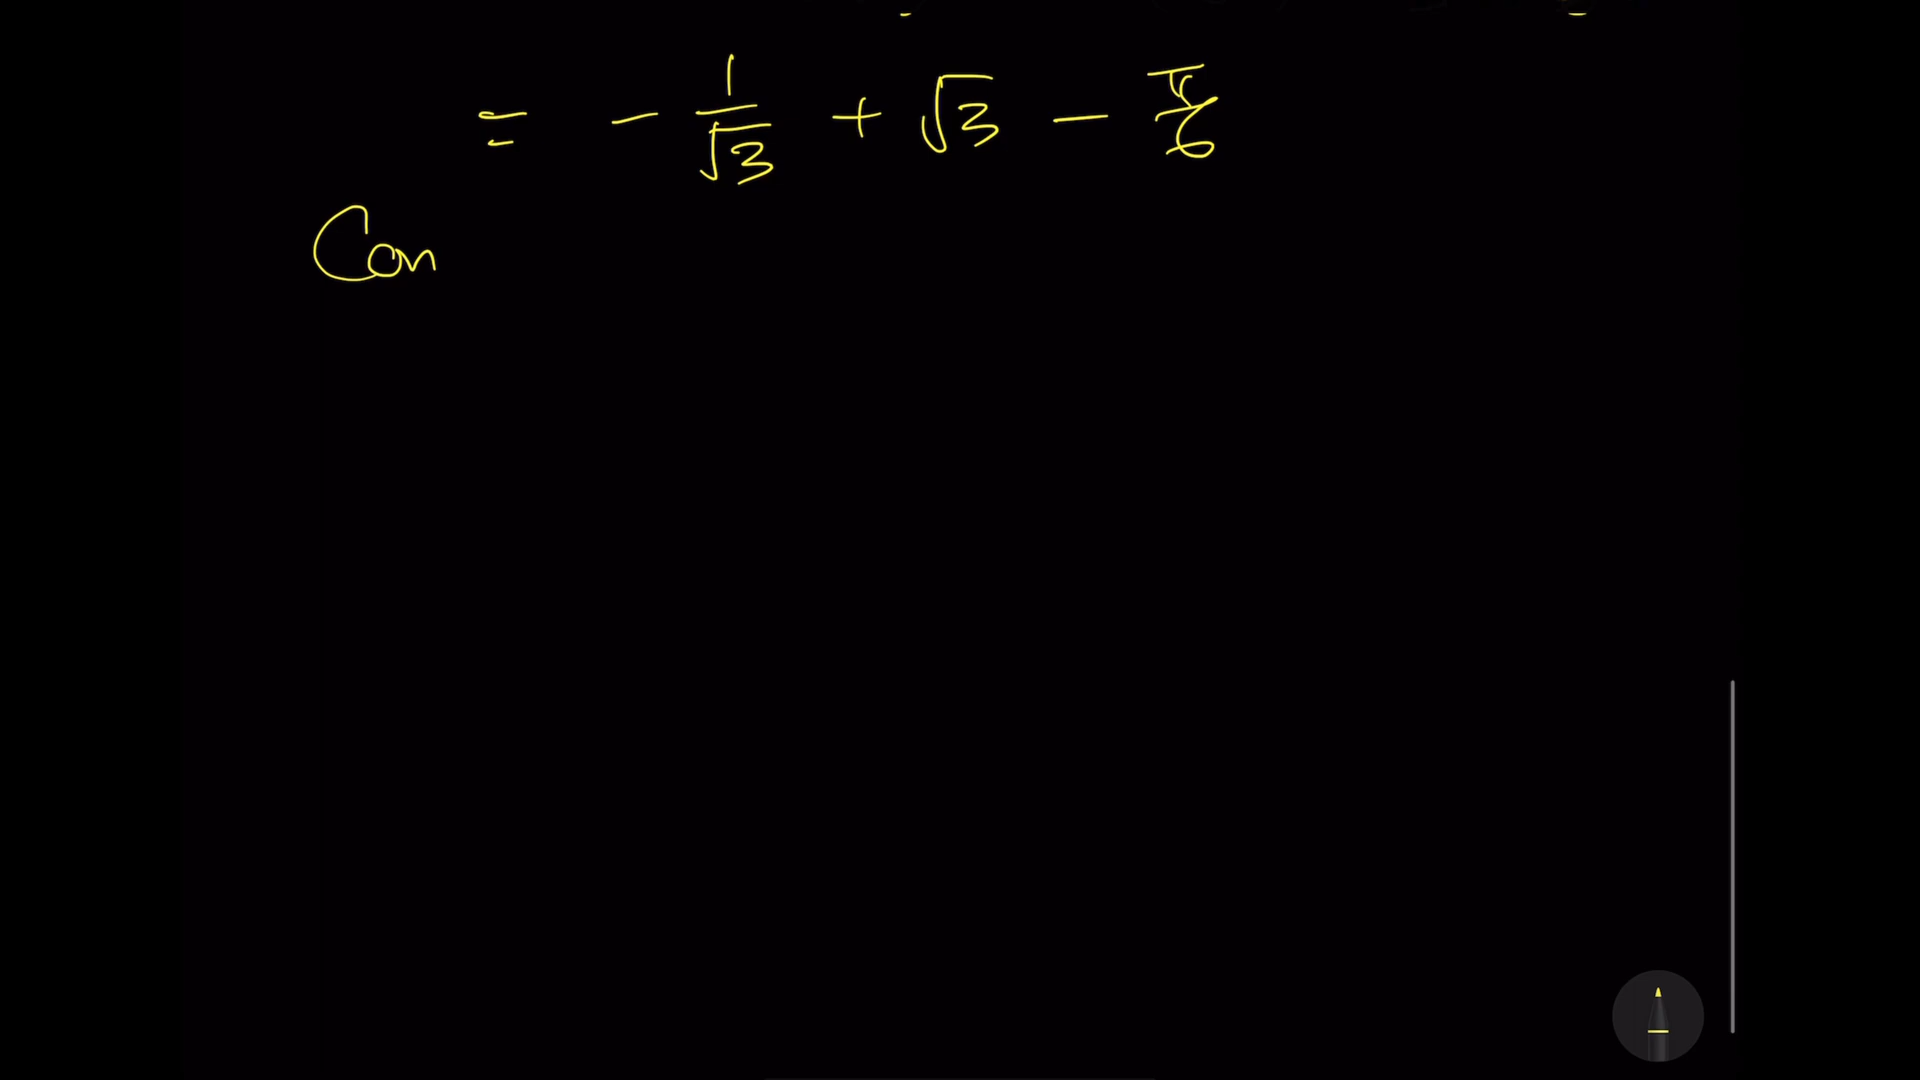 = - 1/√3 + √3 - π/6
Con